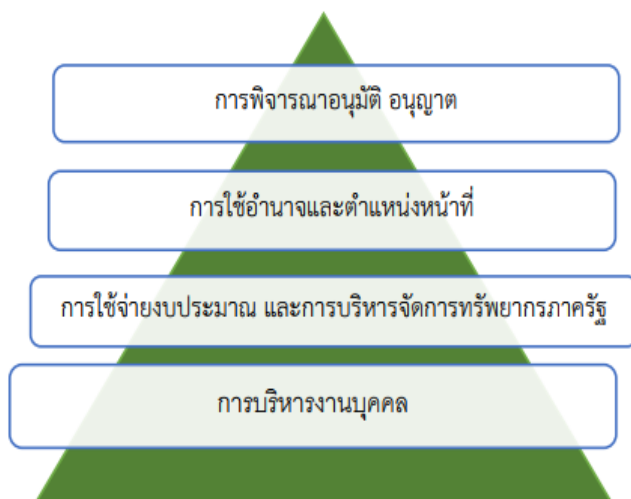 การพิจารณาอนุมัติ อนุญาต
การใช้อำนาจและตำแหน่งหน้าที่
การใช้จ่ายงบประมาณ และการบริหารจัดการทรัพยากรภาครัฐ
การบริหารงานบุคคล